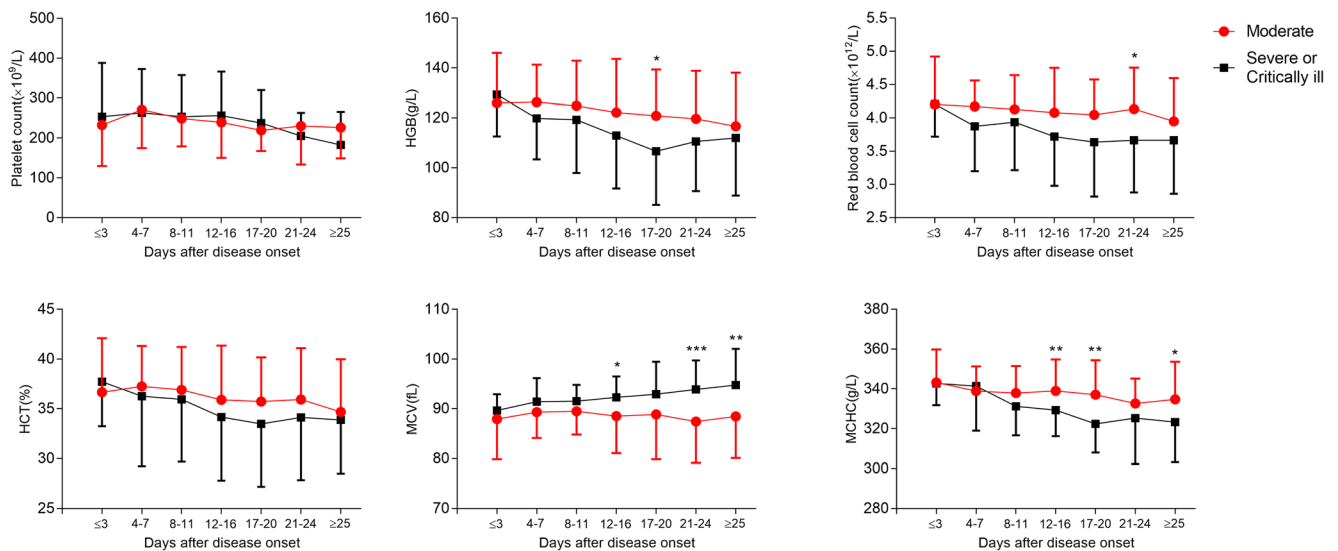 Platelet count(×10⁹/L)
500
400
300
200
100
0
≤3 4-7 8-11 12-16 17-20 21-24 ≥25
Days after disease onset
HGB(g/L)
160
140
120
100
80
*
≤3 4-7 8-11 12-16 17-20 21-24 ≥25
Days after disease onset
Red blood cell count(×10¹²/L)
5.5
5.0
4.5
4.0
3.5
3.0
2.5
*
≤3 4-7 8-11 12-16 17-20 21-24 ≥25
Days after disease onset
Moderate
Severe or
Critically ill
HCT(%)
45
40
35
30
25
≤3 4-7 8-11 12-16 17-20 21-24 ≥25
Days after disease onset
MCV(fL)
110
100
90
80
70
* *** **
≤3 4-7 8-11 12-16 17-20 21-24 ≥25
Days after disease onset
MCHC(g/L)
380
360
340
320
300
280
** ** *
≤3 4-7 8-11 12-16 17-20 21-24 ≥25
Days after disease onset